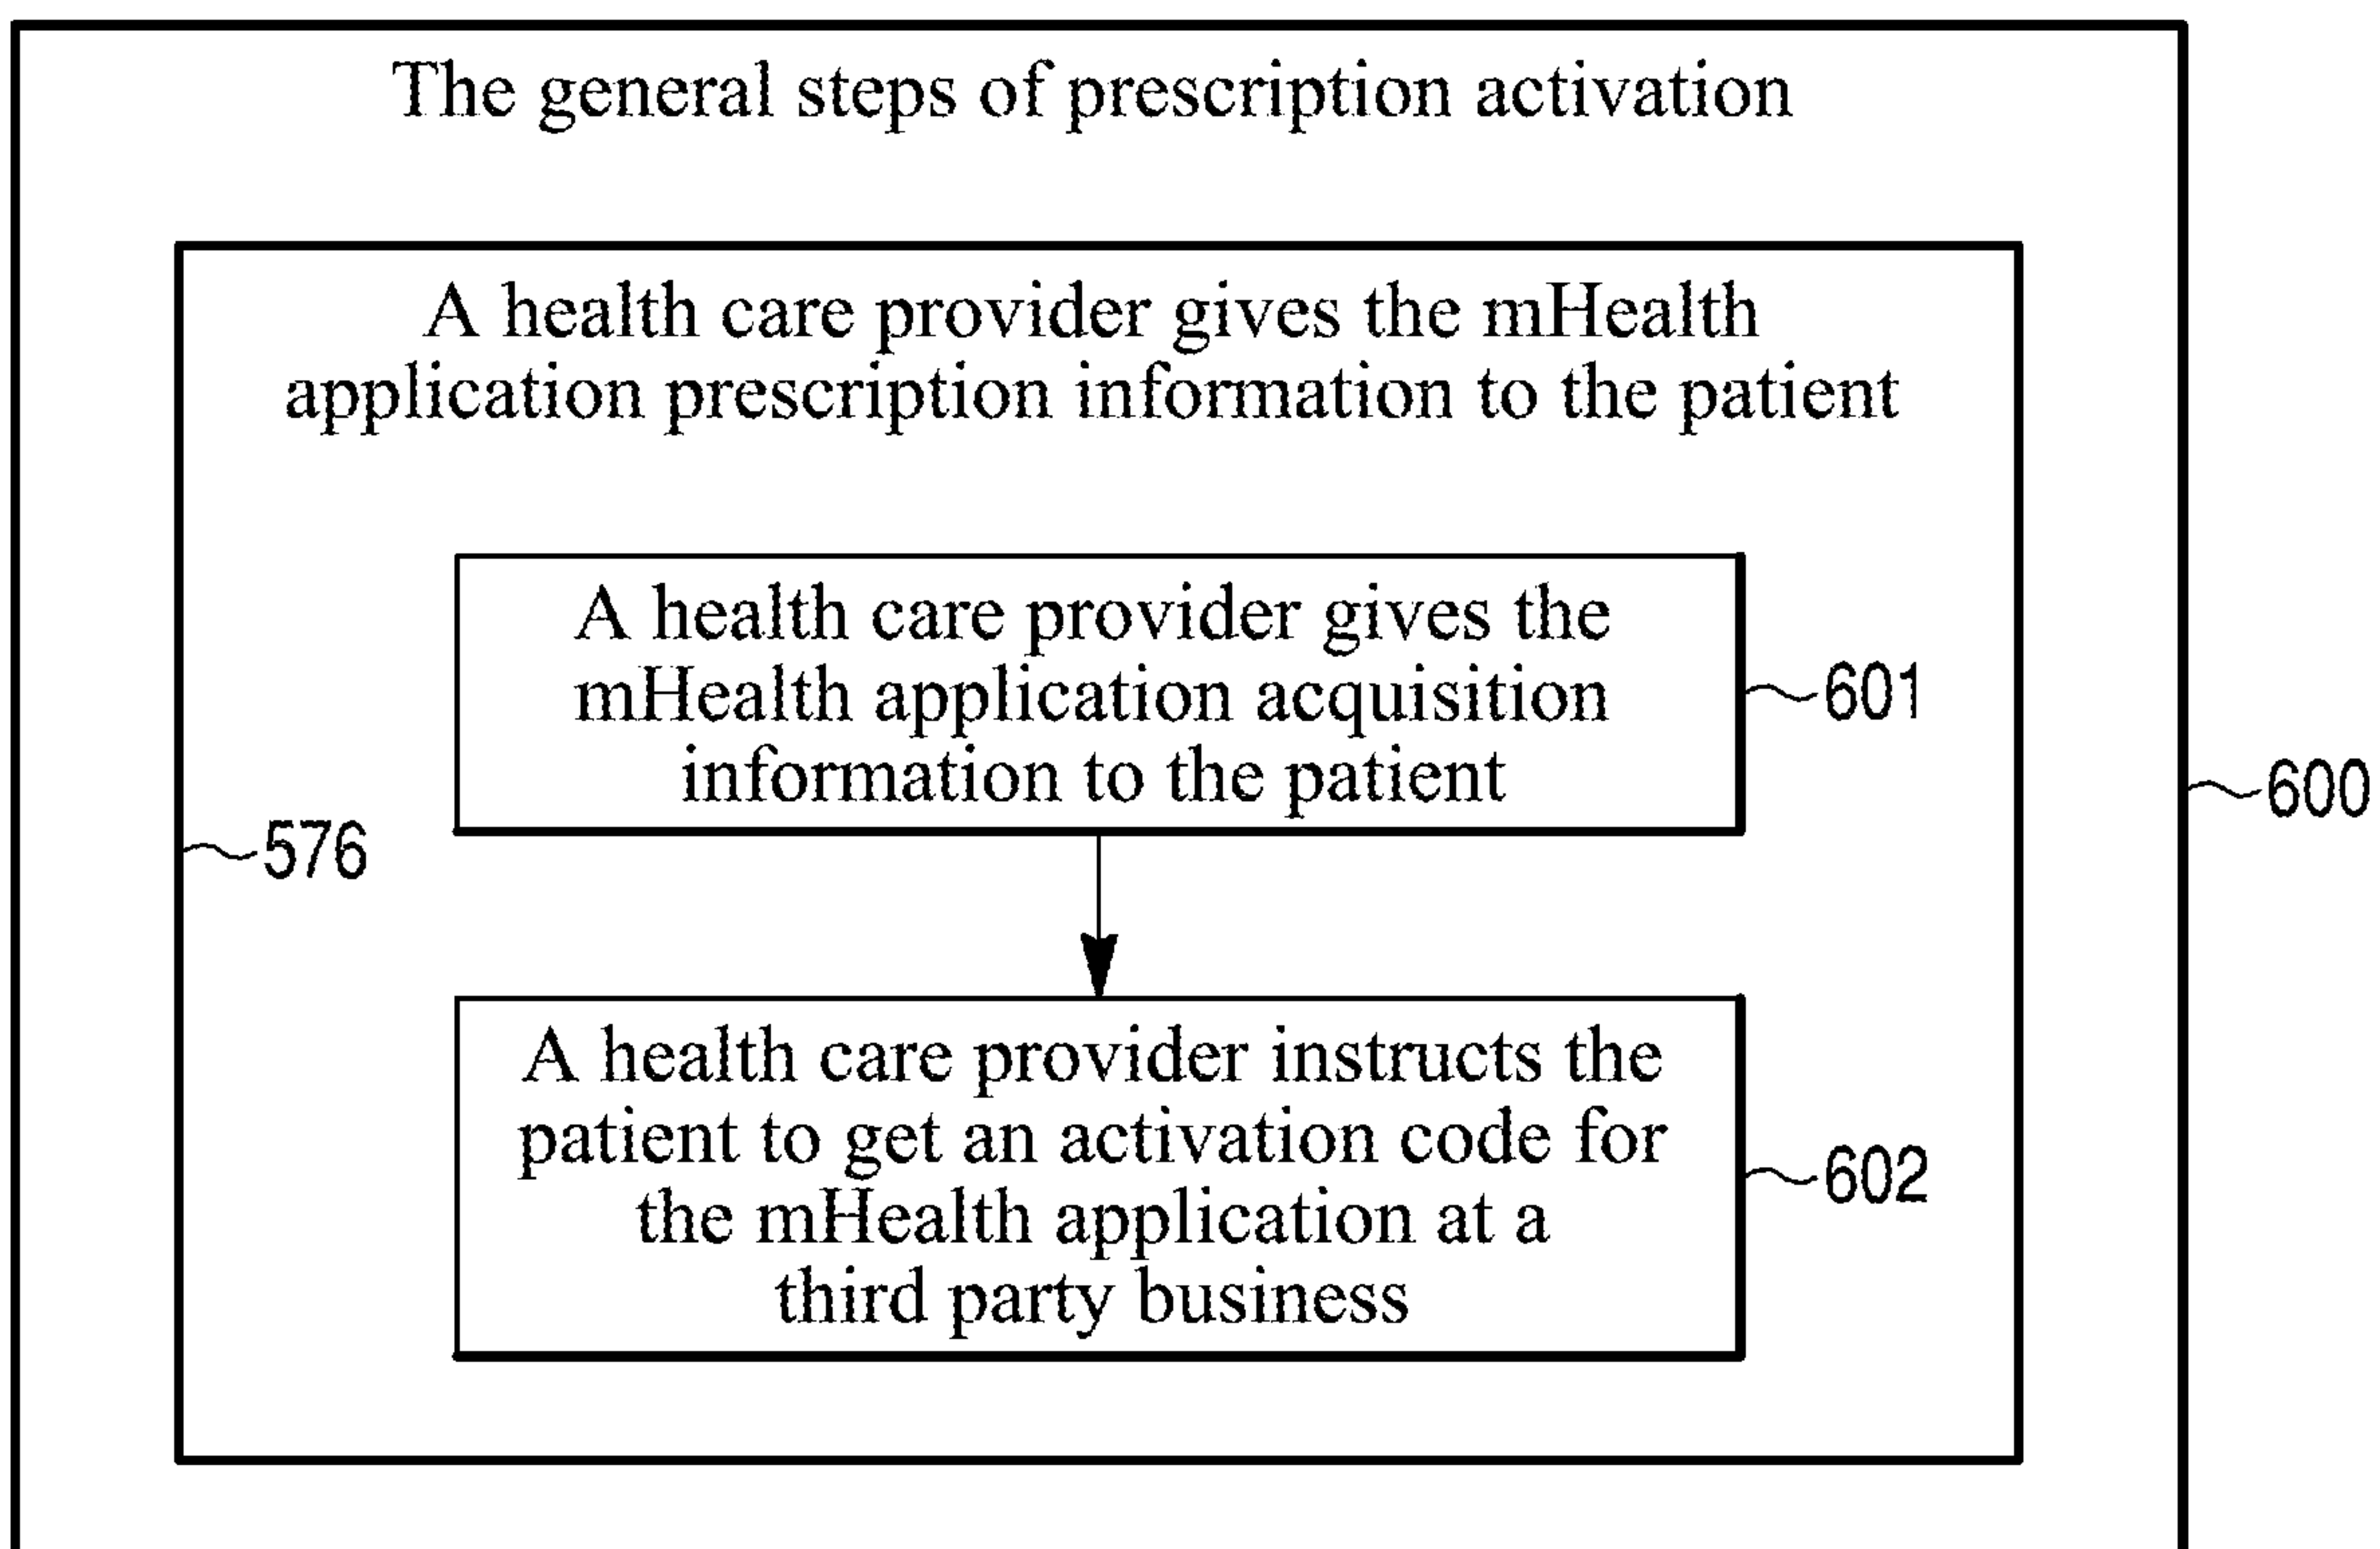 The general steps of prescription activation
A health care provider gives the mHealth
application prescription information to the patient
A health care provider gives the
mHealth application acquisition
information to the patient
601
600
576
A health care provider instructs the
patient to get an activation code for
the mHealth application at a
third party business
602